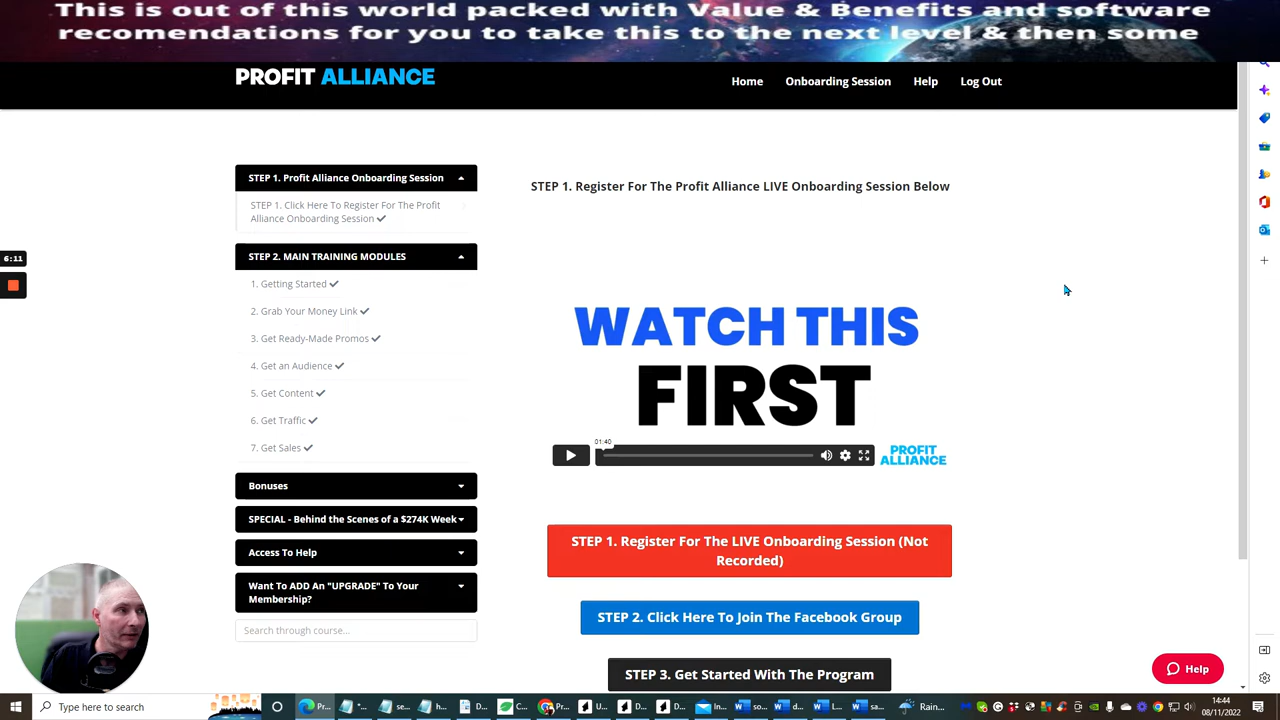 This is out of this world packed with Value & Benefits and software
recomendations for you to take this to the next level & then some
PROFIT ALLIANCE
Home
Onboarding Session
Help
Log Out
STEP 1. Profit Alliance Onboarding Session
STEP 1. Click Here To Register For The Profit
Alliance Onboarding Session
STEP 2. MAIN TRAINING MODULES
1. Getting Started
2. Grab Your Money Link
3. Get Ready-Made Promos
4. Get an Audience
5. Get Content
6. Get Traffic
7. Get Sales
Bonuses
SPECIAL - Behind the Scenes of a $274K Week
Access To Help
Want To ADD An "UPGRADE" To Your
Membership?
Search through course...
6:11
STEP 1. Register For The Profit Alliance LIVE Onboarding Session Below
WATCH THIS
FIRST
01:40
PROFIT
ALLIANCE
STEP 1. Register For The LIVE Onboarding Session (Not
Recorded)
STEP 2. Click Here To Join The Facebook Group
STEP 3. Get Started With The Program
Help
Type here to search
Pr...
*...
se...
h...
D...
C...
Pr...
U...
D...
D...
In...
so...
di...
L...
sa...
Rain...
14:44
08/11/2022